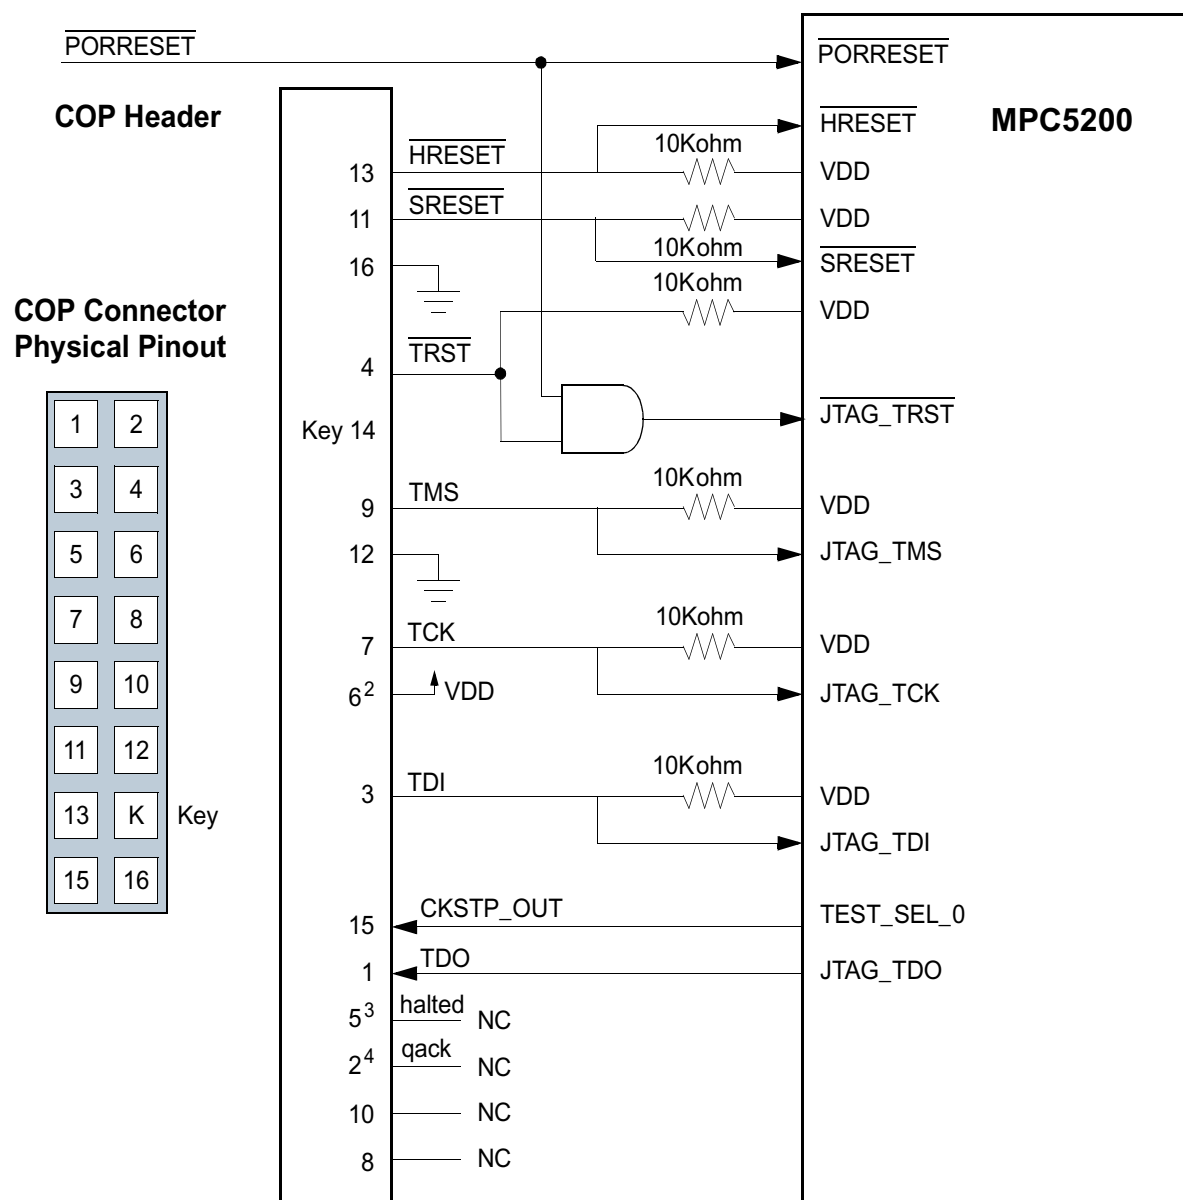 PORRESET
COP Header
COP Connector
Physical Pinout
1 2
3 4
5 6
7 8
9 10
11 12
13 K Key
15 16
13 HRESET
11 SRESET
16
4 TRST
Key 14
9 TMS
12
7 TCK
6² VDD
3 TDI
15 CKSTP_OUT
1 TDO
5³ halted NC
2⁴ qack NC
10 NC
8 NC
10Kohm
10Kohm
10Kohm
10Kohm
10Kohm
10Kohm
MPC5200
PORRESET
HRESET
VDD
VDD
SRESET
VDD
JTAG_TRST
VDD
JTAG_TMS
VDD
JTAG_TCK
VDD
JTAG_TDI
TEST_SEL_0
JTAG_TDO